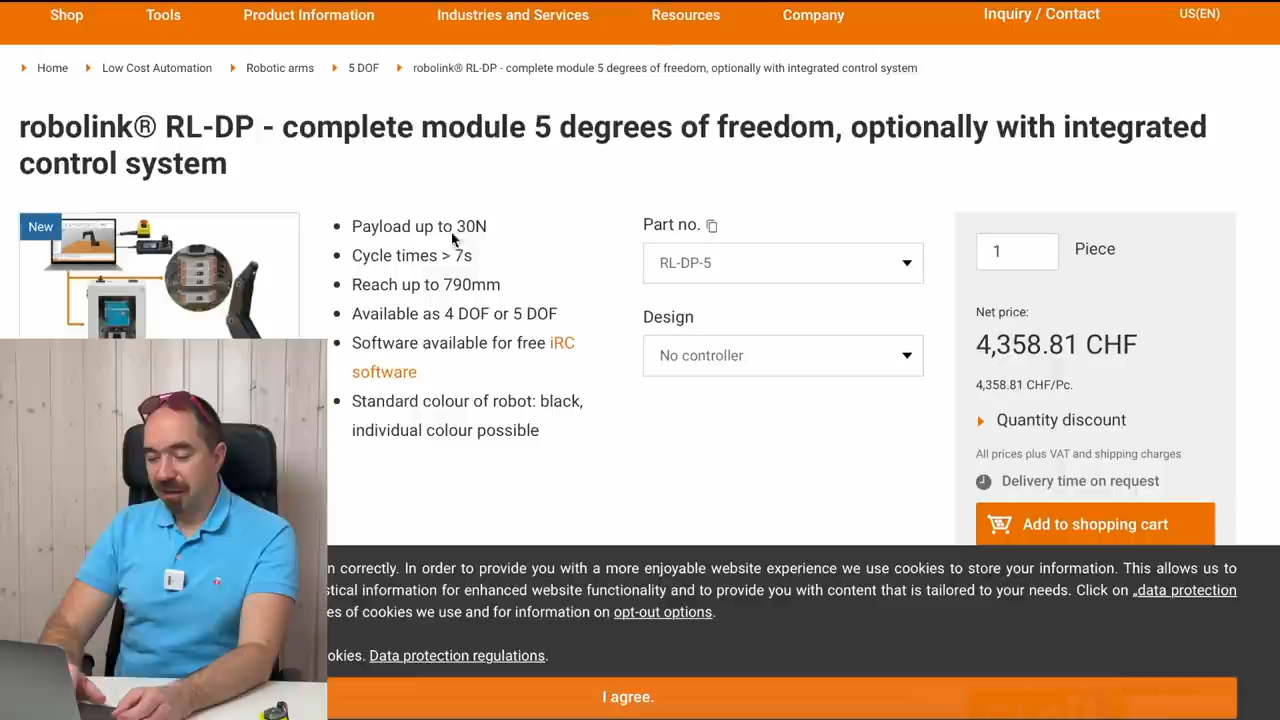 Shop Tools Product Information Industries and Services Resources Company Inquiry / Contact US(EN)
Home Low Cost Automation Robotic arms 5 DOF robolink® RL-DP - complete module 5 degrees of freedom, optionally with integrated control system
robolink® RL-DP - complete module 5 degrees of freedom, optionally with integrated
control system
New
Payload up to 30N
Cycle times > 7s
Reach up to 790mm
Available as 4 DOF or 5 DOF
Software available for free iRC
software
Standard colour of robot: black,
individual colour possible
Part no.
RL-DP-5
Design
No controller
1 Piece
Net price:
4,358.81 CHF
4,358.81 CHF/Pc.
Quantity discount
All prices plus VAT and shipping charges
Delivery time on request
Add to shopping cart
n correctly. In order to provide you with a more enjoyable website experience we use cookies to store your information. This allows us to
stical information for enhanced website functionality and to provide you with content that is tailored to your needs. Click on „data protection
es of cookies we use and for information on opt-out options.
okies. Data protection regulations.
I agree.